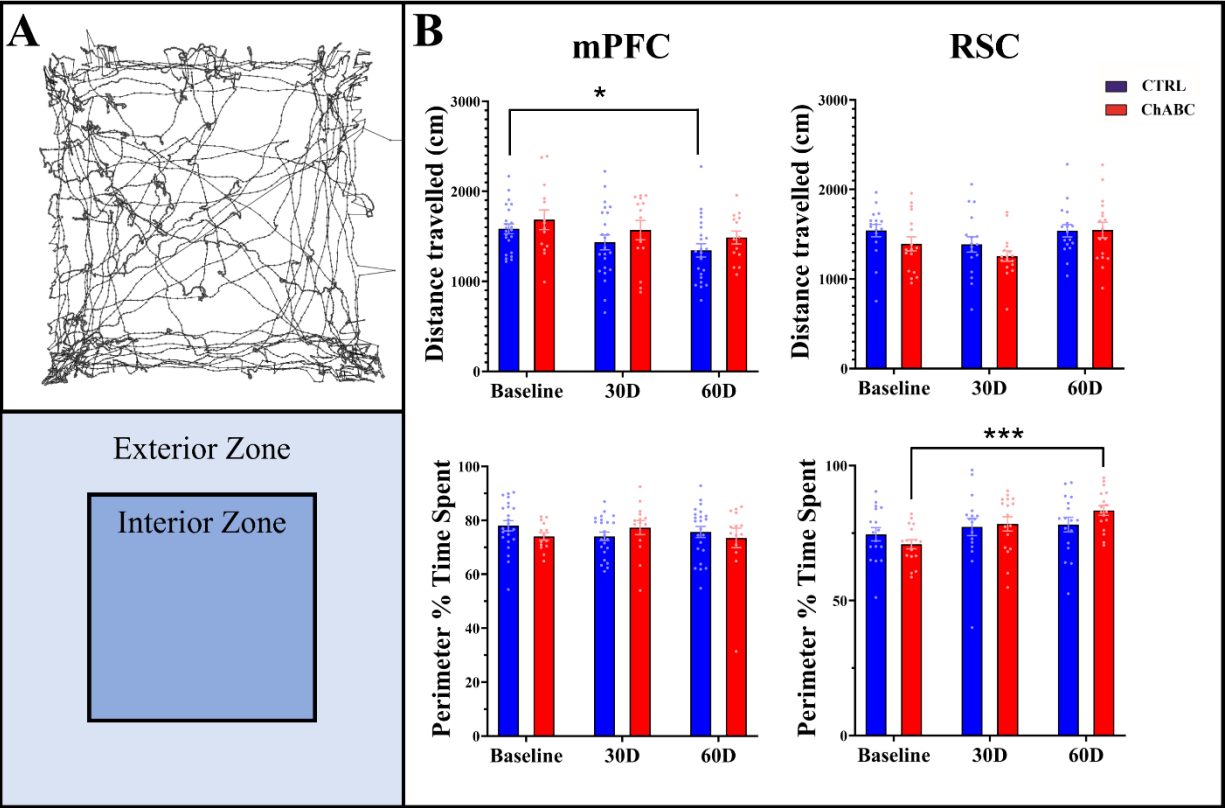 A
Exterior Zone
Interior Zone
B
mPFC
RSC
CTRL
ChABC
Distance travelled (cm)
3000
2000
1000
0
*
Baseline 30D 60D
Distance travelled (cm)
3000
2000
1000
0
Baseline 30D 60D
Perimeter % Time Spent
100
80
60
40
20
0
Baseline 30D 60D
Perimeter % Time Spent
100
50
0
***
Baseline 30D 60D